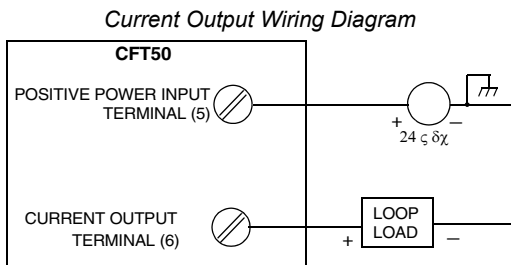 Current Output Wiring Diagram
CFT50
POSITIVE POWER INPUT
TERMINAL (5)
+ –
24 ς δχ
CURRENT OUTPUT
TERMINAL (6)
LOOP
LOAD
+ –